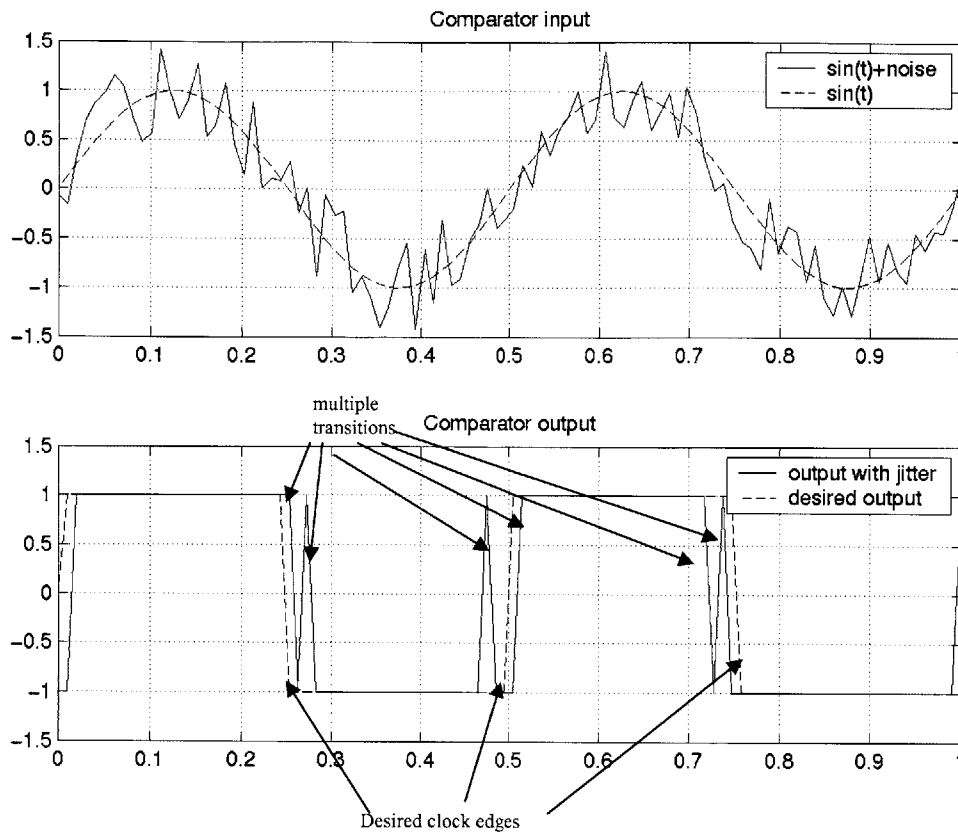 Comparator input
1.5
1
0.5
0
−0.5
−1
−1.5
sin(t)+noise
sin(t)
0 0.1 0.2 0.3 0.4 0.5 0.6 0.7 0.8 0.9 1
multiple
transitions
Comparator output
1.5
1
0.5
0
−0.5
−1
−1.5
output with jitter
desired output
0 0.1 0.2 0.3 0.4 0.5 0.6 0.7 0.8 0.9 1
Desired clock edges